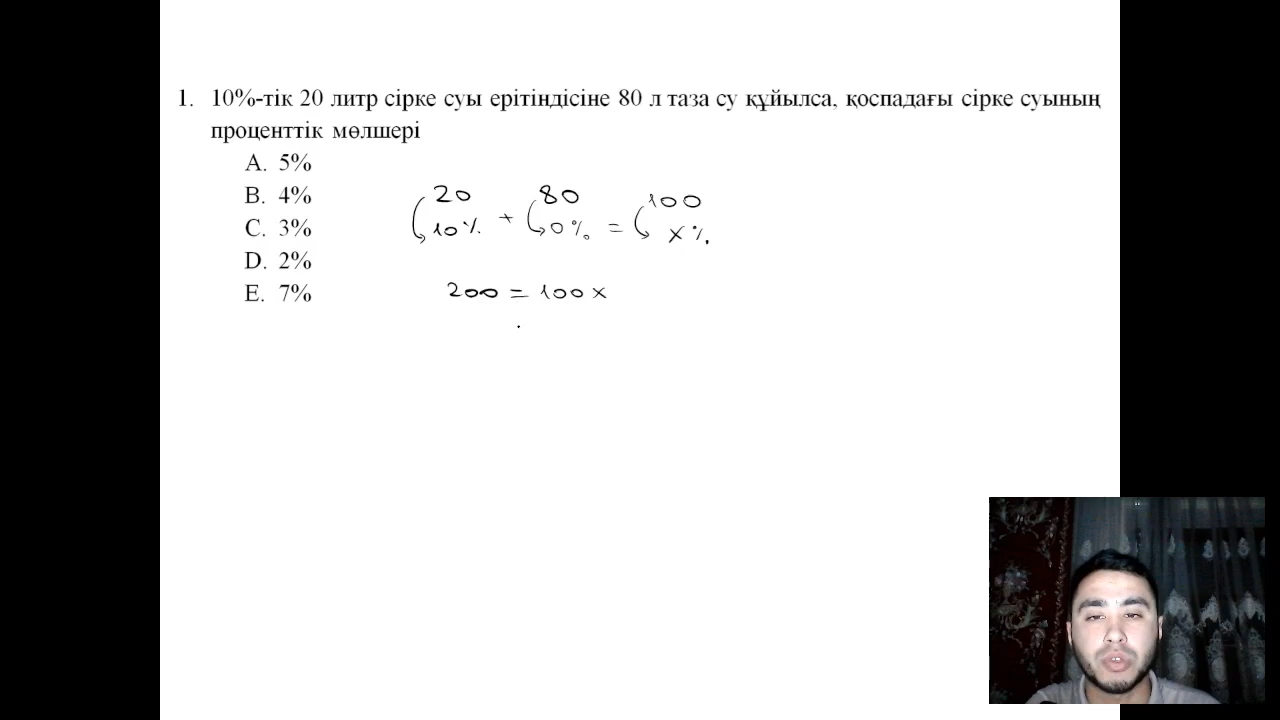 1. 10%-тік 20 литр сірке суы ерітіндісіне 80 л таза су құйылса, қоспадағы сірке суының
проценттік мөлшері
A. 5%
B. 4%
C. 3%
D. 2%
E. 7%
20 80 100
10% + 0% = x%
200 = 100x